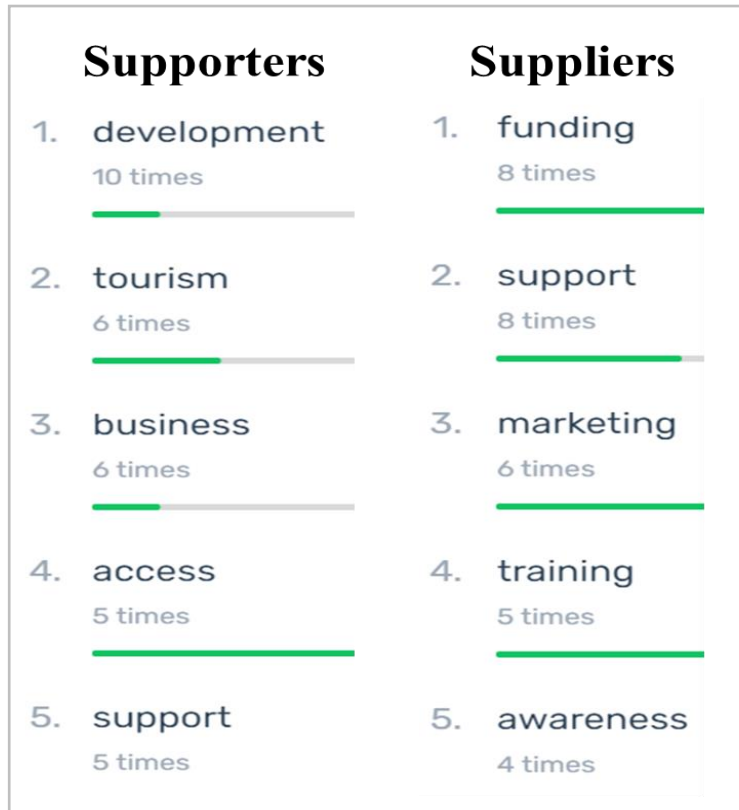 Supporters
1. development
10 times
2. tourism
6 times
3. business
6 times
4. access
5 times
5. support
5 times
Suppliers
1. funding
8 times
2. support
8 times
3. marketing
6 times
4. training
5 times
5. awareness
4 times